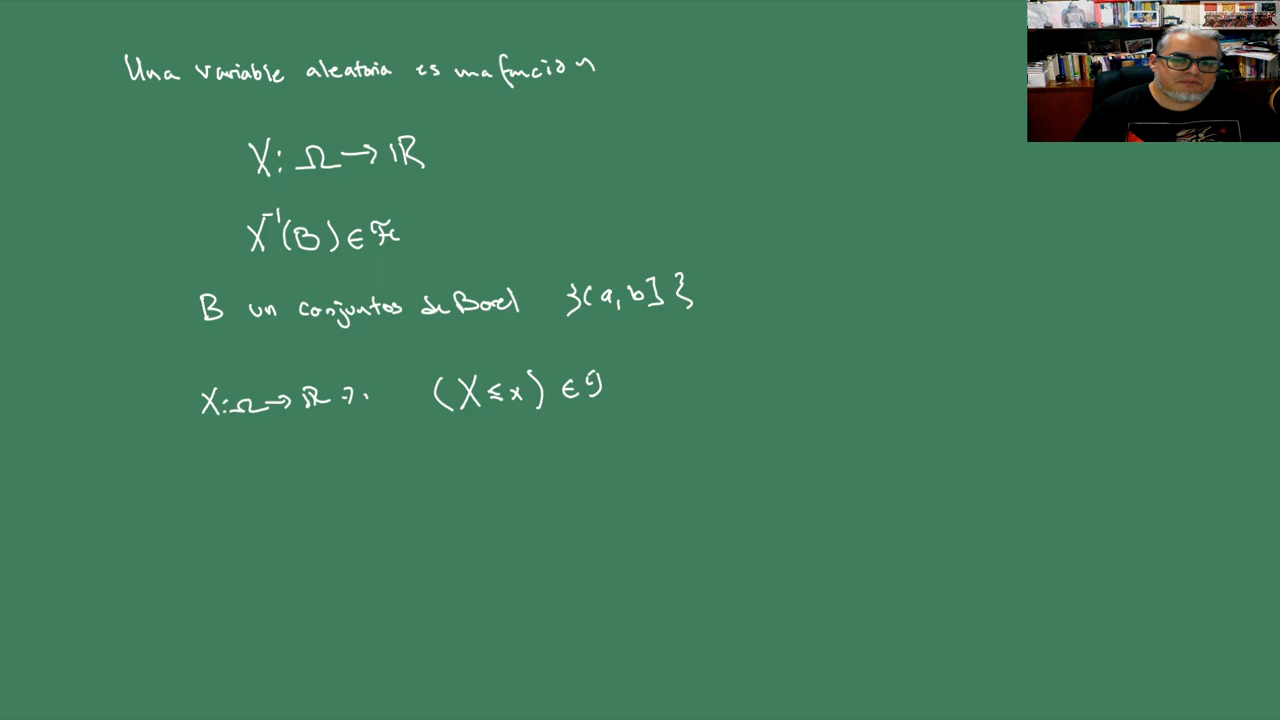 Una variable aleatoria es una función
X: Ω → ℝ
X⁻¹(B) ∈ ℱ
B un conjuntos de Borel {(a, b]}
X: Ω → ℝ ∋. (X ≤ x) ∈ ℱ